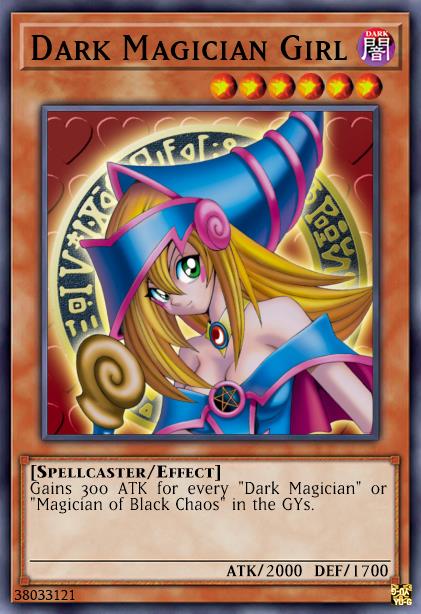 Dark Magician Girl
DARK
闇
[Spellcaster/Effect]
Gains 300 ATK for every "Dark Magician" or
"Magician of Black Chaos" in the GYs.
ATK/2000 DEF/1700
38033121